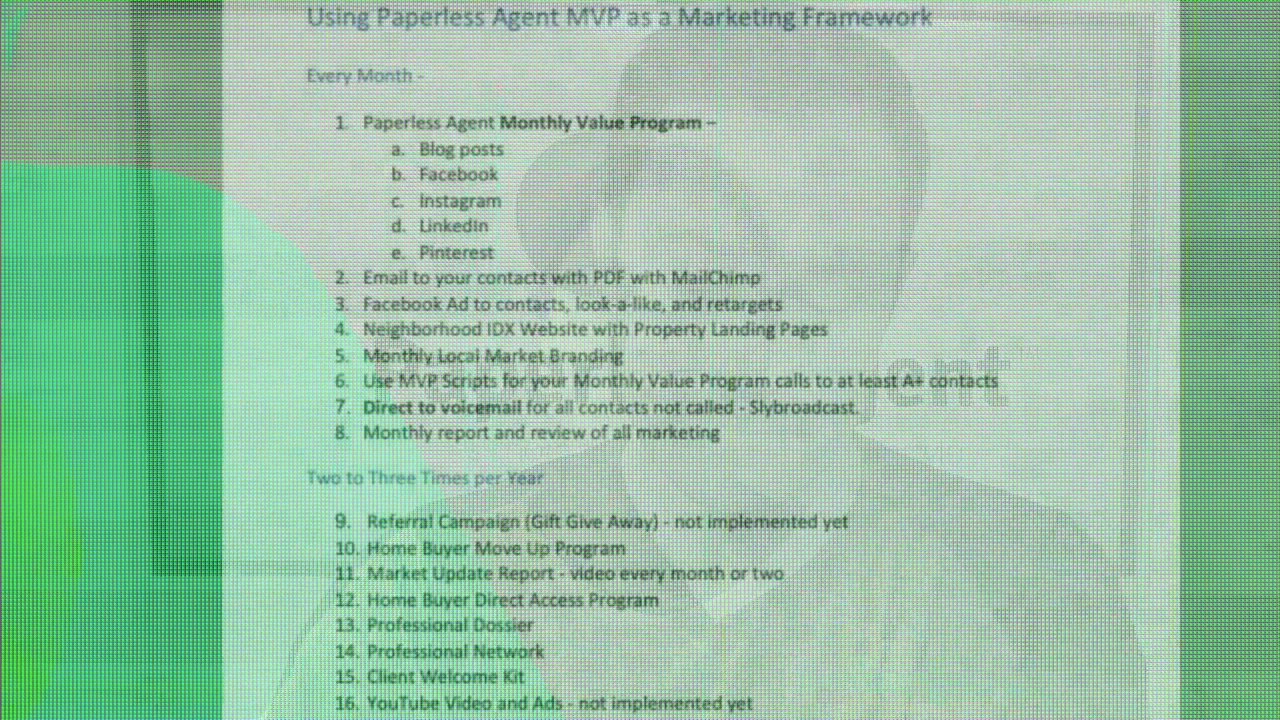 Using Paperless Agent MVP as a Marketing Framework
Every Month -
1. Paperless Agent Monthly Value Program –
a. Blog posts
b. Facebook
c. Instagram
d. LinkedIn
e. Pinterest
2. Email to your contacts with PDF with MailChimp
3. Facebook Ad to contacts, look-a-like, and retargets
4. Neighborhood IDX Website with Property Landing Pages
5. Monthly Local Market Branding
6. Use MVP Scripts for your Monthly Value Program calls to at least A+ contacts
7. Direct to voicemail for all contacts not called - Slybroadcast.
8. Monthly report and review of all marketing
Two to Three Times per Year
9. Referral Campaign (Gift Give Away) - not implemented yet
10. Home Buyer Move Up Program
11. Market Update Report - video every month or two
12. Home Buyer Direct Access Program
13. Professional Dossier
14. Professional Network
15. Client Welcome Kit
16. YouTube Video and Ads - not implemented yet